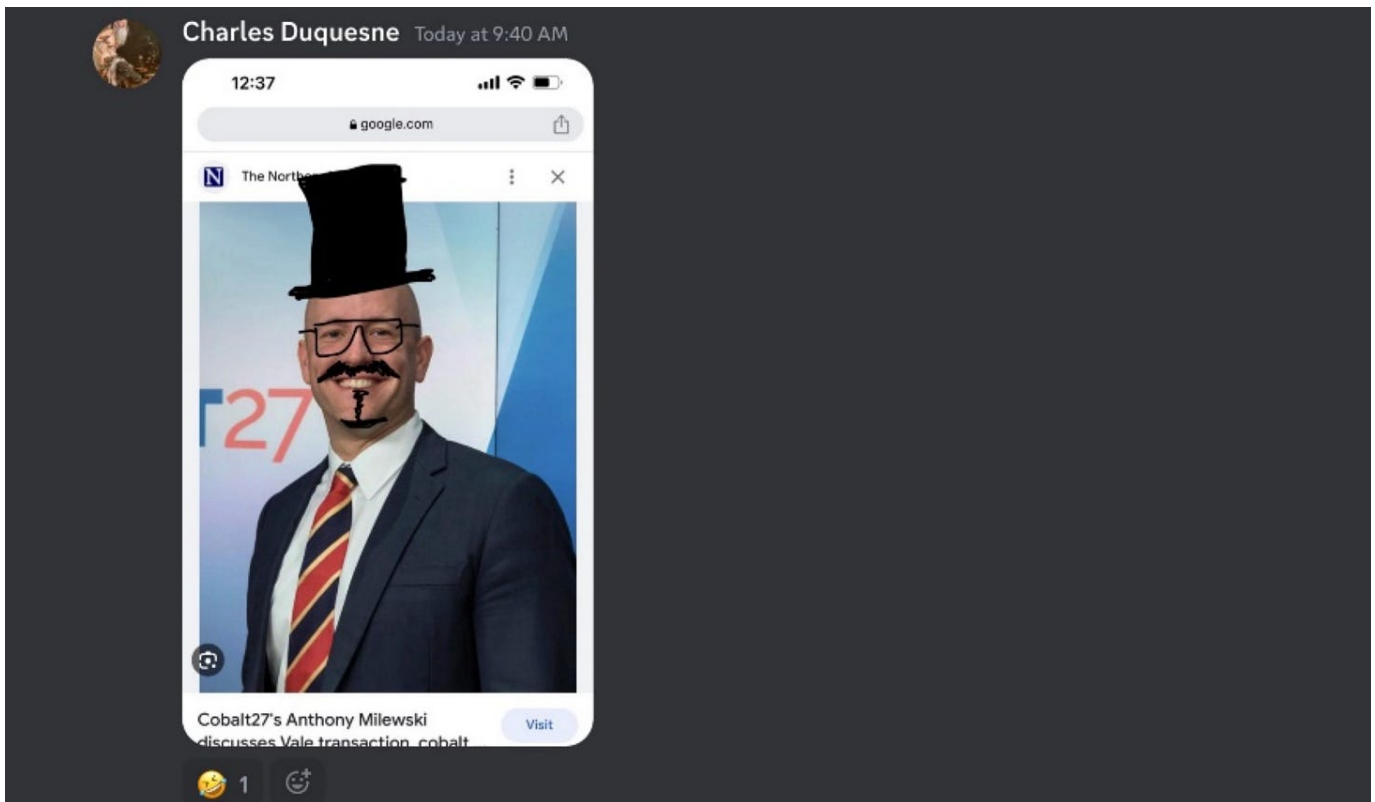 Charles Duquesne Today at 9:40 AM
12:37
google.com
N The North
T27
Cobalt27's Anthony Milewski
discusses Vale transaction, cobalt ...
Visit
1